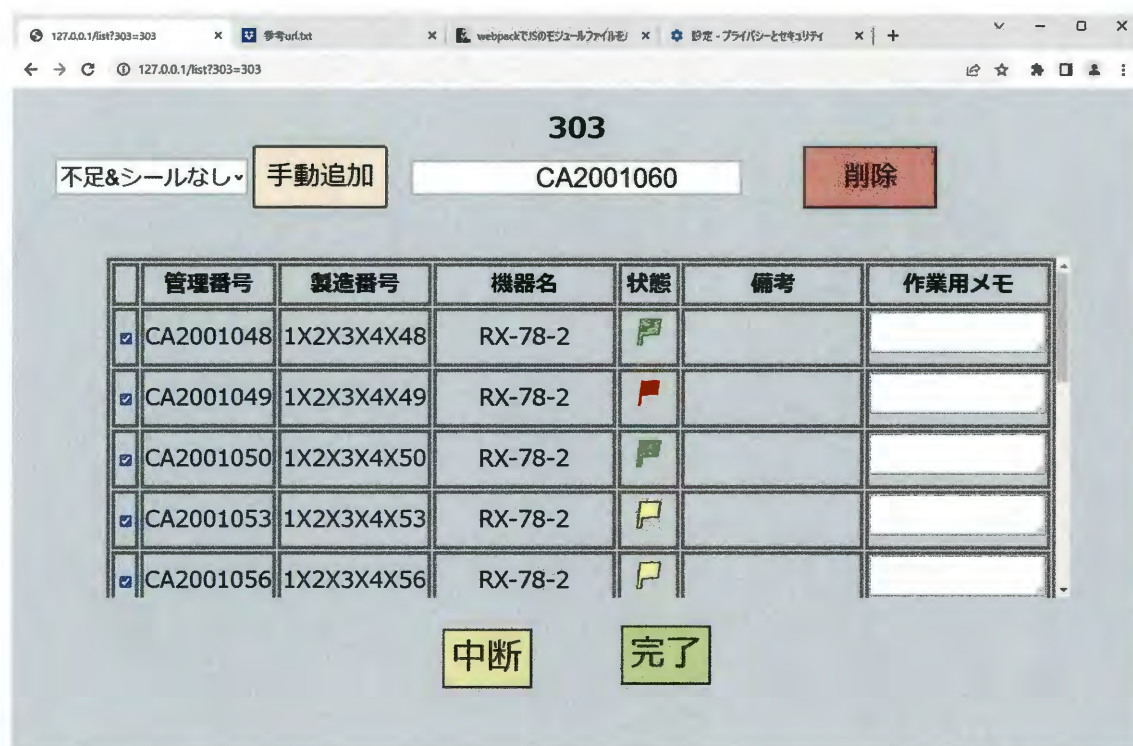 127.0.0.1/list?303=303 参考url.txt webpackでJSのモジュールファイルをバ 設定 - プライバシーとセキュリティ
127.0.0.1/list?303=303
303
不足&シールなし 手動追加 CA2001060 削除
管理番号 製造番号 機器名 状態 備考 作業用メモ
CA2001048 1X2X3X4X48 RX-78-2
CA2001049 1X2X3X4X49 RX-78-2
CA2001050 1X2X3X4X50 RX-78-2
CA2001053 1X2X3X4X53 RX-78-2
CA2001056 1X2X3X4X56 RX-78-2
中断 完了